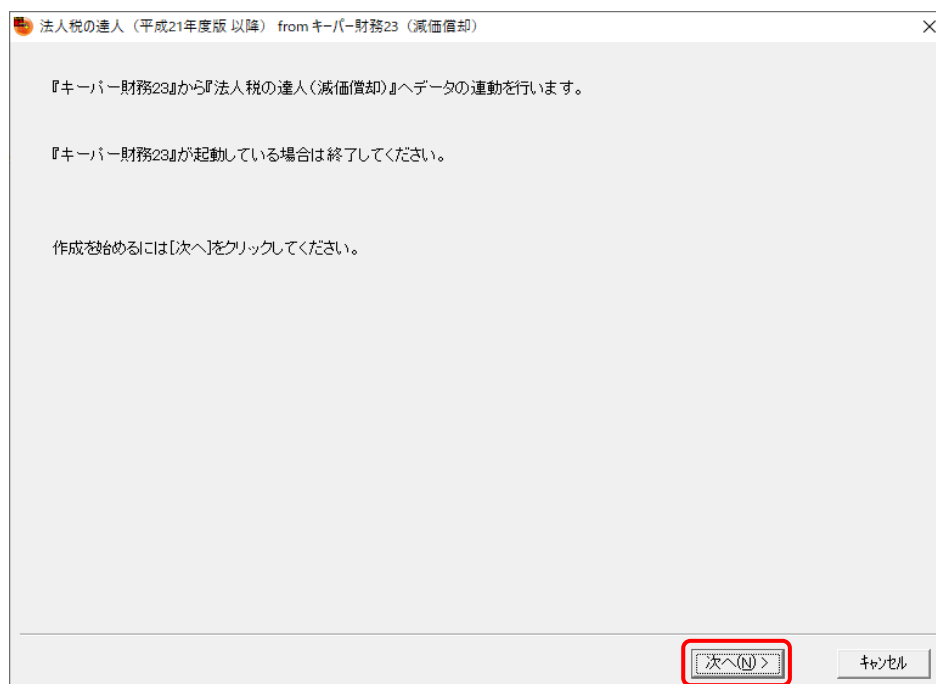 法人税の達人（平成21年度版 以降） from キーパー財務23（減価償却）
『キーパー財務23』から『法人税の達人（減価償却）』へデータの連動を行います。
『キーパー財務23』が起動している場合は終了してください。
作成を始めるには[次へ]をクリックしてください。
次へ(N) >
キャンセル